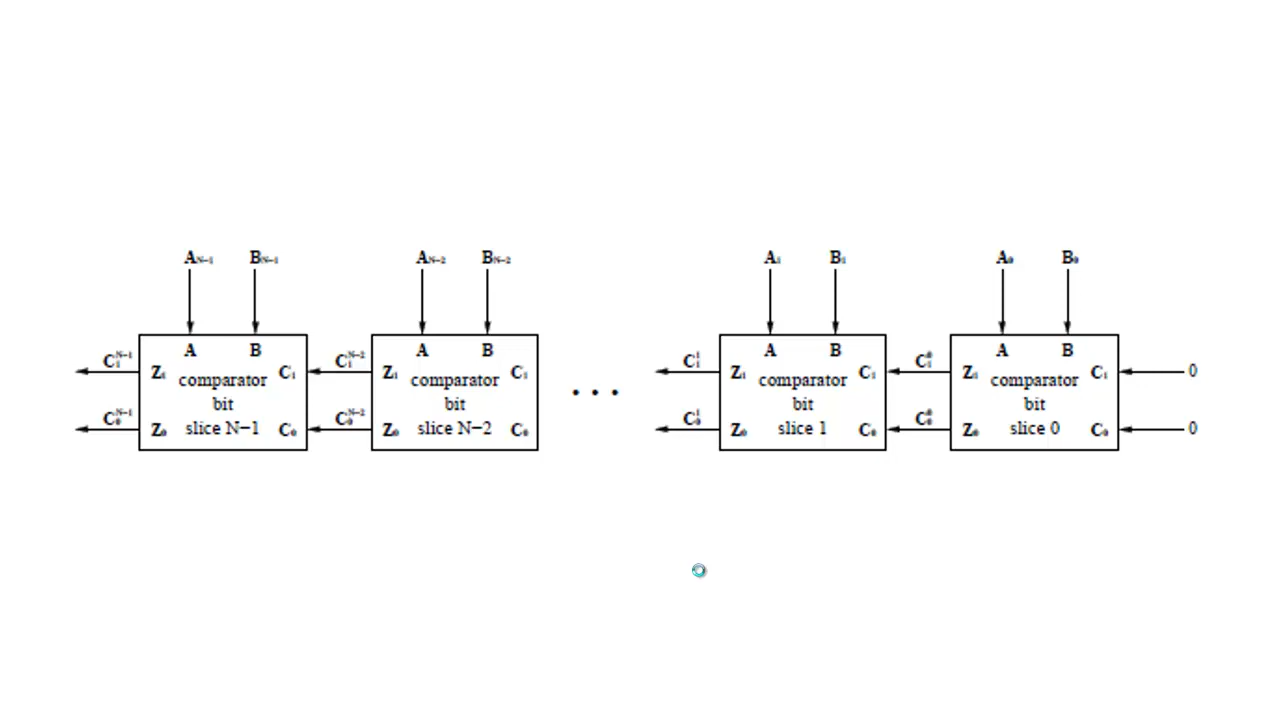 A_{N−1} B_{N−1} A_{N−2} B_{N−2} A_1 B_1 A_0 B_0
A B A B A B A B
C_1^{N−1} Z_1 C_1 C_1^{N−2} Z_1 C_1 C_1^1 Z_1 C_1 C_1^0 Z_1 C_1 0
comparator comparator comparator comparator
bit bit • • • bit bit
C_0^{N−1} Z_0 slice N−1 C_0 C_0^{N−2} Z_0 slice N−2 C_0 C_0^1 Z_0 slice 1 C_0 C_0^0 Z_0 slice 0 C_0 0